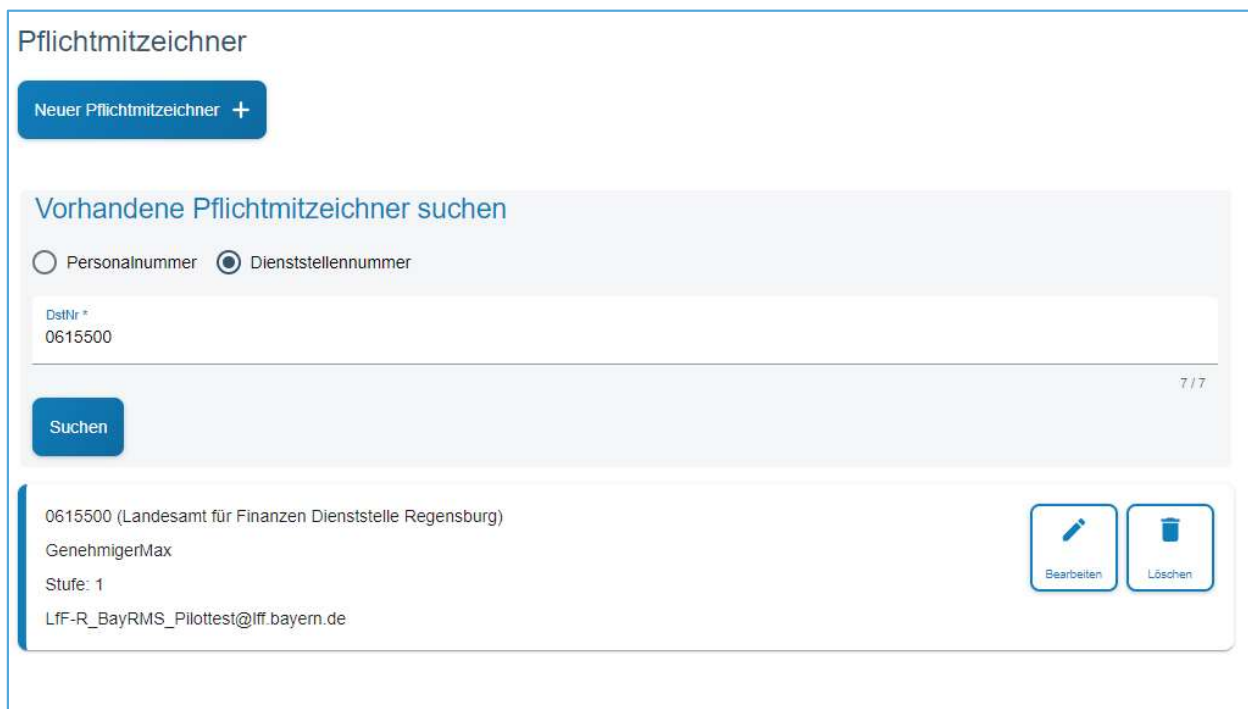 Pflichtmitzeichner
Neuer Pflichtmitzeichner +
Vorhandene Pflichtmitzeichner suchen
Personalnummer Dienststellennummer
DstNr *
0615500
7 / 7
Suchen
0615500 (Landesamt für Finanzen Dienststelle Regensburg)
GenehmigerMax
Stufe: 1
LfF-R_BayRMS_Pilottest@lff.bayern.de
Bearbeiten Löschen